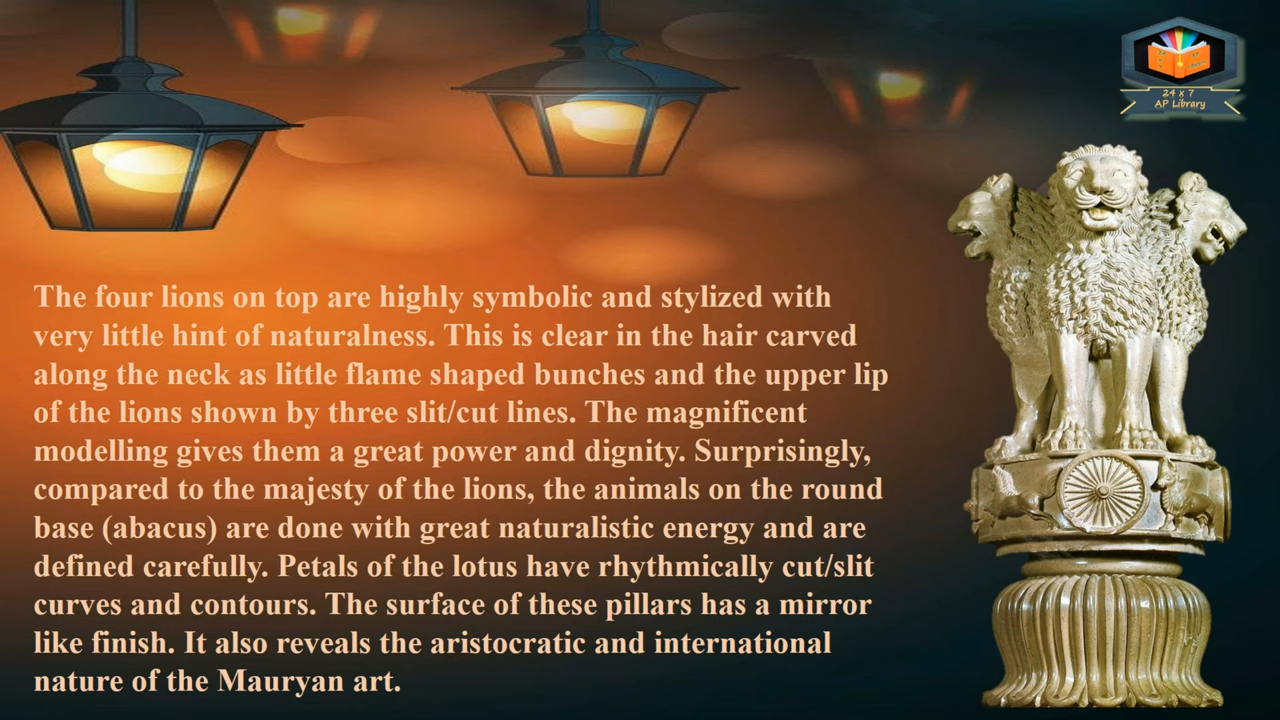 24 x 7
AP Library
The four lions on top are highly symbolic and stylized with
very little hint of naturalness. This is clear in the hair carved
along the neck as little flame shaped bunches and the upper lip
of the lions shown by three slit/cut lines. The magnificent
modelling gives them a great power and dignity. Surprisingly,
compared to the majesty of the lions, the animals on the round
base (abacus) are done with great naturalistic energy and are
defined carefully. Petals of the lotus have rhythmically cut/slit
curves and contours. The surface of these pillars has a mirror
like finish. It also reveals the aristocratic and international
nature of the Mauryan art.